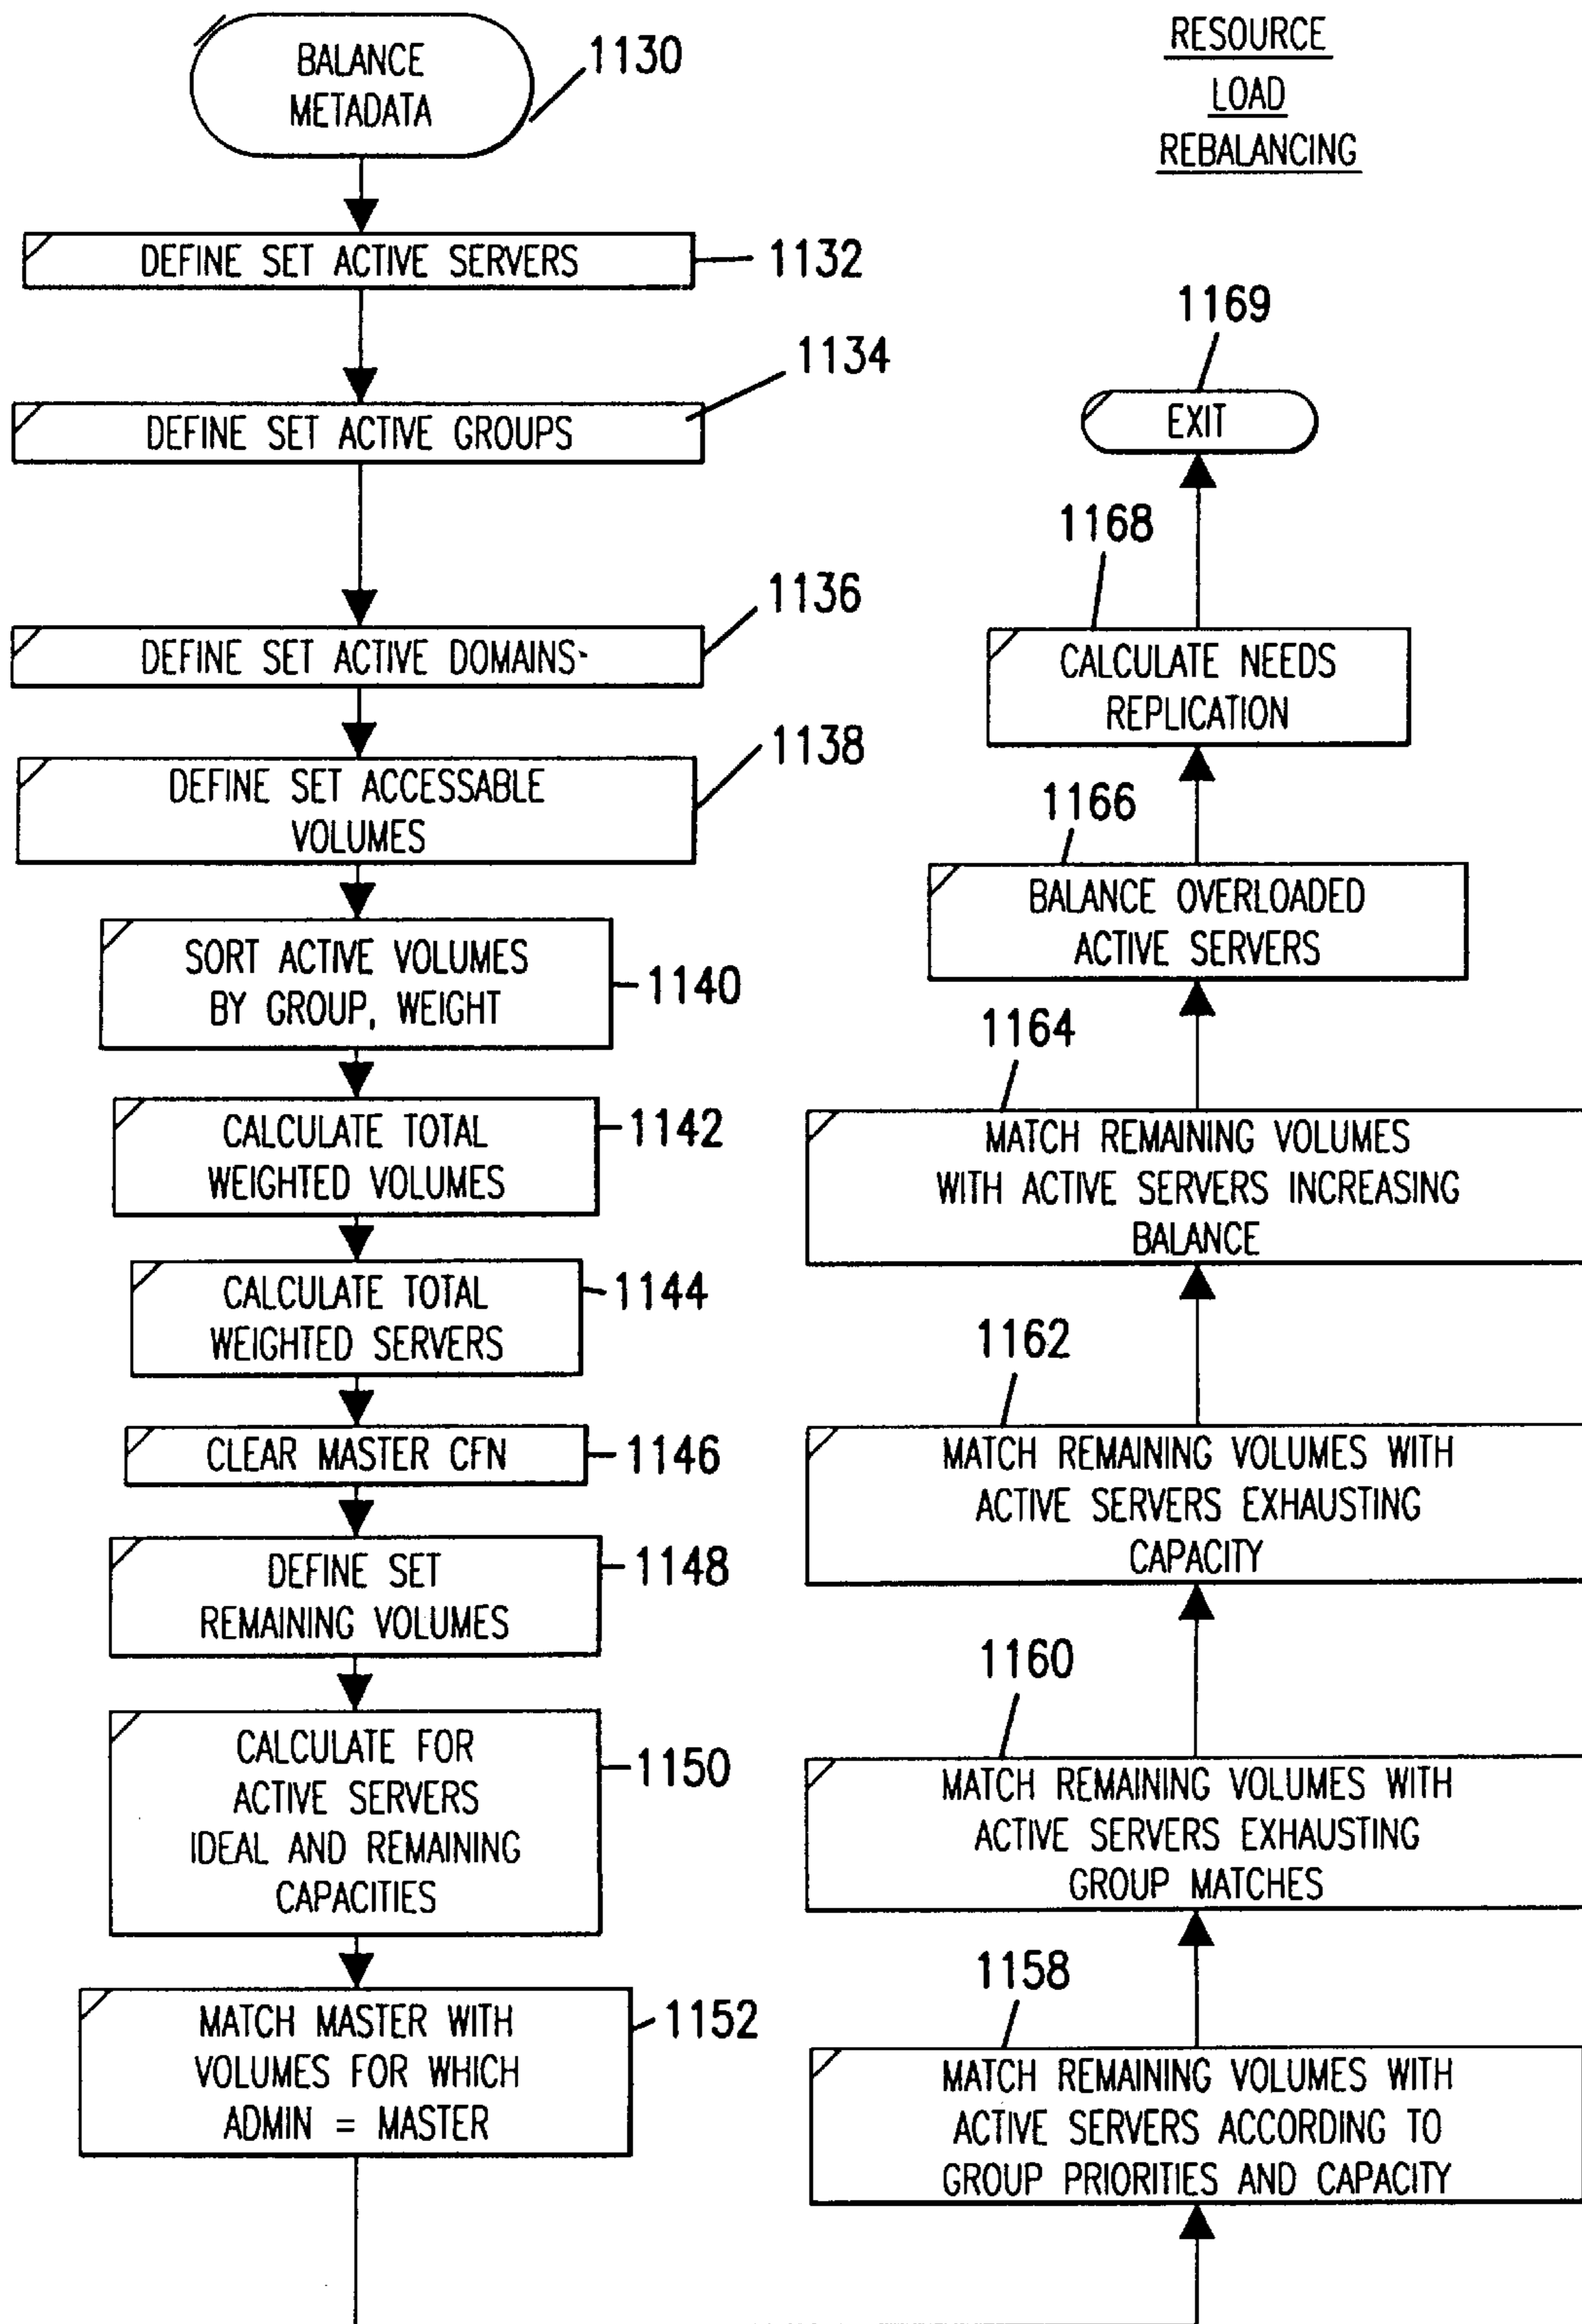 BALANCE
METADATA
1130
DEFINE SET ACTIVE SERVERS
1132
DEFINE SET ACTIVE GROUPS
1134
DEFINE SET ACTIVE DOMAINS-
1136
DEFINE SET ACCESSABLE
VOLUMES
1138
SORT ACTIVE VOLUMES
BY GROUP, WEIGHT
1140
CALCULATE TOTAL
WEIGHTED VOLUMES
1142
CALCULATE TOTAL
WEIGHTED SERVERS
1144
CLEAR MASTER CFN
1146
DEFINE SET
REMAINING VOLUMES
1148
CALCULATE FOR
ACTIVE SERVERS
IDEAL AND REMAINING
CAPACITIES
1150
MATCH MASTER WITH
VOLUMES FOR WHICH
ADMIN = MASTER
1152
RESOURCE
LOAD
REBALANCING
1169
EXIT
1168
CALCULATE NEEDS
REPLICATION
1166
BALANCE OVERLOADED
ACTIVE SERVERS
1164
MATCH REMAINING VOLUMES
WITH ACTIVE SERVERS INCREASING
BALANCE
1162
MATCH REMAINING VOLUMES WITH
ACTIVE SERVERS EXHAUSTING
CAPACITY
1160
MATCH REMAINING VOLUMES WITH
ACTIVE SERVERS EXHAUSTING
GROUP MATCHES
1158
MATCH REMAINING VOLUMES WITH
ACTIVE SERVERS ACCORDING TO
GROUP PRIORITIES AND CAPACITY